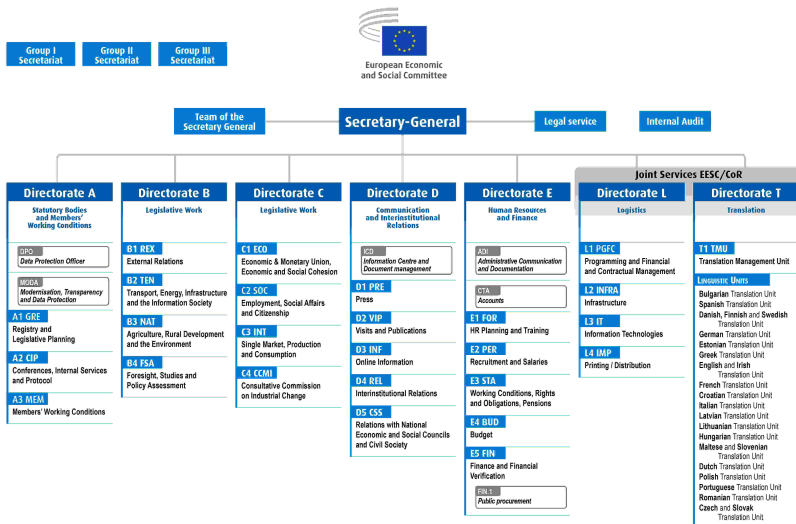 Group I
Secretariat
Group II
Secretariat
Group III
Secretariat
European Economic
and Social Committee
Team of the
Secretary General
Secretary-General
Legal service
Internal Audit
Joint Services EESC/CoR
Directorate A
Statutory Bodies
and Members'
Working Conditions
DPO
Data Protection Officer
MODA
Modernisation, Transparency
and Data Protection
A1 GRE
Registry and
Legislative Planning
A2 CIP
Conferences, Internal Services
and Protocol
A3 MEM
Members' Working Conditions
Directorate B
Legislative Work
B1 REX
External Relations
B2 TEN
Transport, Energy, Infrastructure
and the Information Society
B3 NAT
Agriculture, Rural Development
and the Environment
B4 FSA
Foresight, Studies and
Policy Assessment
Directorate C
Legislative Work
C1 ECO
Economic & Monetary Union,
Economic and Social Cohesion
C2 SOC
Employment, Social Affairs
and Citizenship
C3 INT
Single Market, Production
and Consumption
C4 CCMI
Consultative Commission
on Industrial Change
Directorate D
Communication
and Interinstitutional
Relations
ICD
Information Centre and
Document management
D1 PRE
Press
D2 VIP
Visits and Publications
D3 INF
Online Information
D4 REL
Interinstitutional Relations
D5 CSS
Relations with National
Economic and Social Councils
and Civil Society
Directorate E
Human Resources
and Finance
ADI
Administrative Communication
and Documentation
CTA
Accounts
E1 FOR
HR Planning and Training
E2 PER
Recruitment and Salaries
E3 STA
Working Conditions, Rights
and Obligations, Pensions
E4 BUD
Budget
E5 FIN
Finance and Financial
Verification
FIN.1
Public procurement
Directorate L
Logistics
L1 PGFC
Programming and Financial
and Contractual Management
L2 INFRA
Infrastructure
L3 IT
Information Technologies
L4 IMP
Printing / Distribution
Directorate T
Translation
T1 TMU
Translation Management Unit
Linguistic Units
Bulgarian Translation Unit
Spanish Translation Unit
Danish, Finnish and Swedish
Translation Unit
German Translation Unit
Estonian Translation Unit
Greek Translation Unit
English and Irish
Translation Unit
French Translation Unit
Croatian Translation Unit
Italian Translation Unit
Latvian Translation Unit
Lithuanian Translation Unit
Hungarian Translation Unit
Maltese and Slovenian
Translation Unit
Dutch Translation Unit
Polish Translation Unit
Portuguese Translation Unit
Romanian Translation Unit
Czech and Slovak
Translation Unit